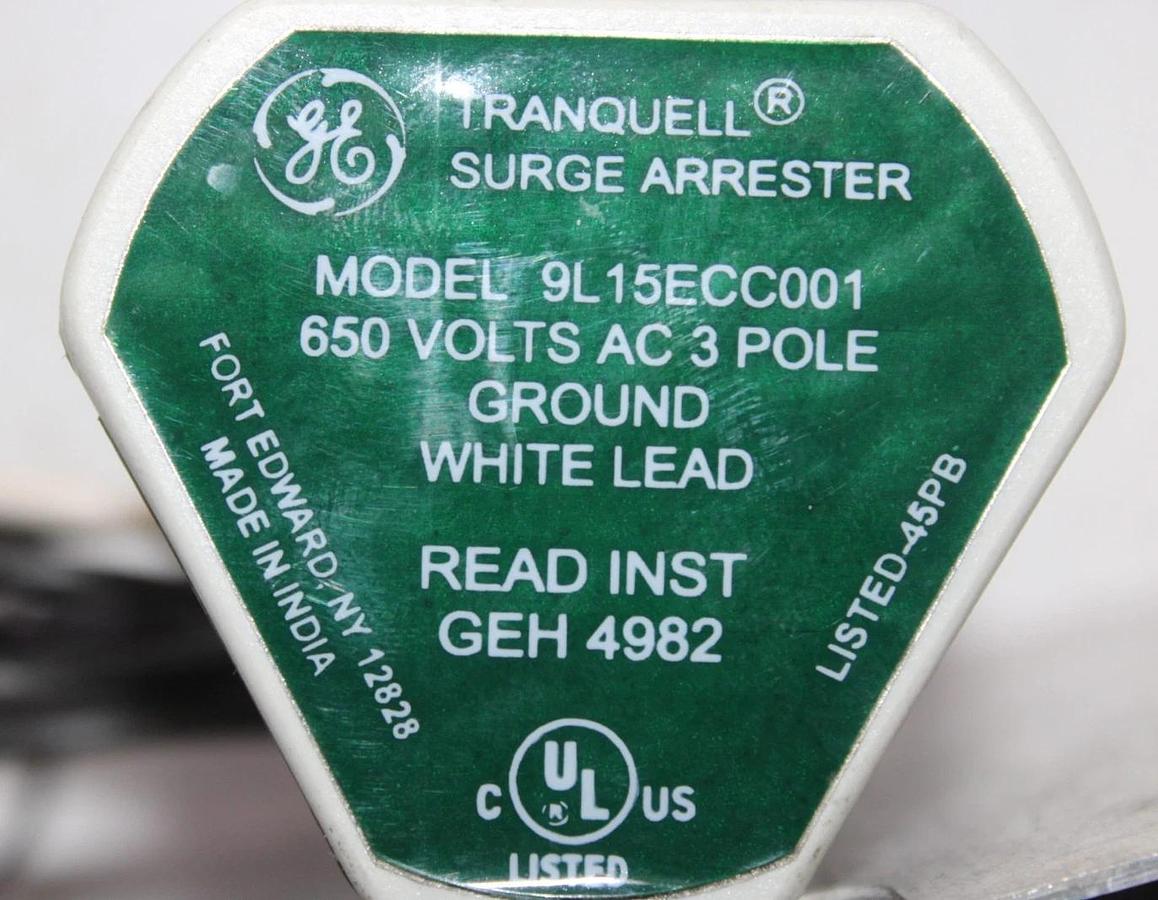 GE
TRANQUELL®
SURGE ARRESTER
MODEL 9L15ECC001
650 VOLTS AC 3 POLE
GROUND
WHITE LEAD
READ INST
GEH 4982
FORT EDWARD, NY 12828
MADE IN INDIA
LISTED-45PB
C UL® US
LISTED